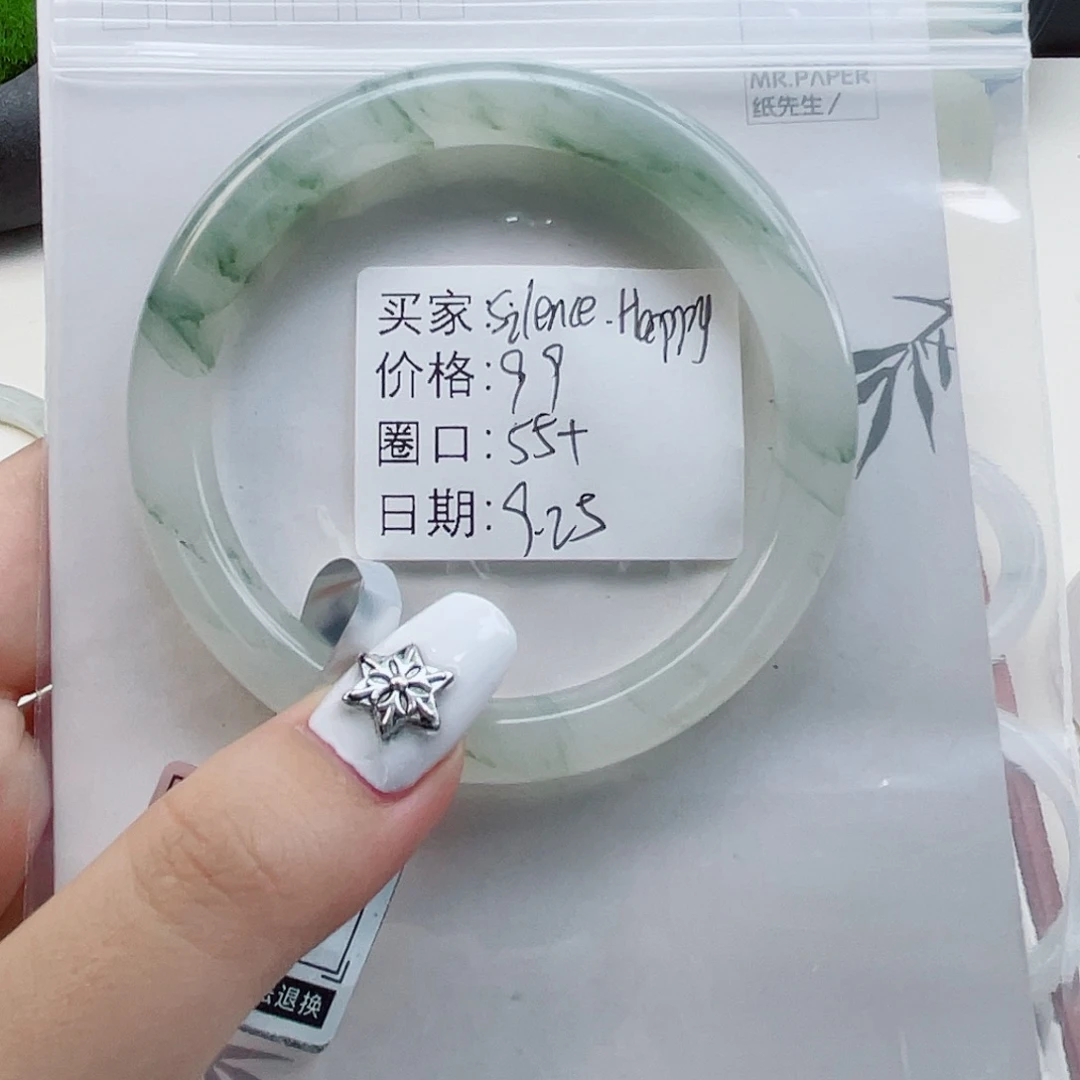 MR.PAPER
纸先生/
买家:Silence.Happy
价格:99
圈口:55+
日期:9.25
退换